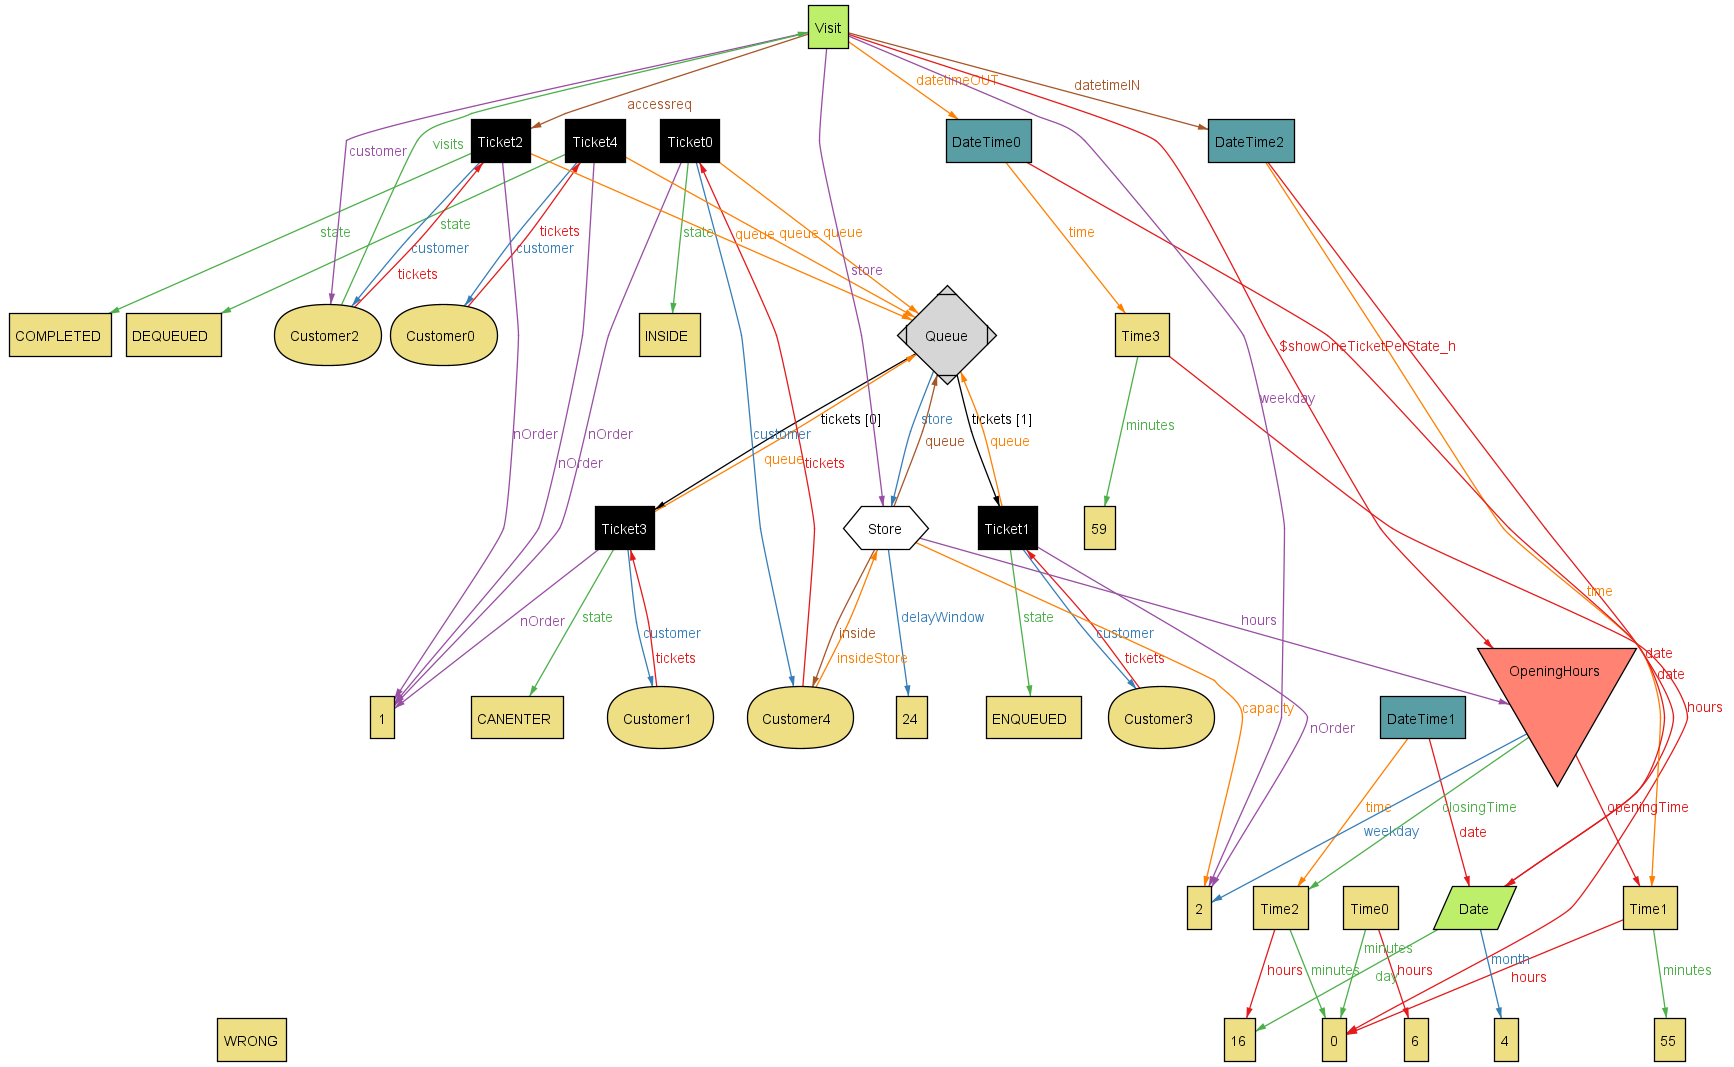 Visit
datetimeOUT
datetimeIN
accessreq
Ticket2
Ticket4
Ticket0
DateTime0
DateTime2
customer
visits
state
state
customer
tickets
tickets
customer
state
queue
queue
queue
time
store
COMPLETED
DEQUEUED
Customer2
Customer0
INSIDE
Queue
Time3
$showOneTicketPerState_h
weekday
nOrder
nOrder
nOrder
customer
tickets [0]
queue
tickets
store
queue
tickets [1]
queue
minutes
Ticket3
Store
Ticket1
59
time
nOrder
state
customer
tickets
inside
insideStore
delayWindow
state
customer
tickets
hours
date
date
OpeningHours
1
CANENTER
Customer1
Customer4
24
ENQUEUED
Customer3
capacity
nOrder
DateTime1
hours
time
closingTime
weekday
date
openingTime
2
Time2
Time0
Date
Time1
hours
minutes
minutes
day
hours
month
hours
minutes
WRONG
16
0
6
4
55